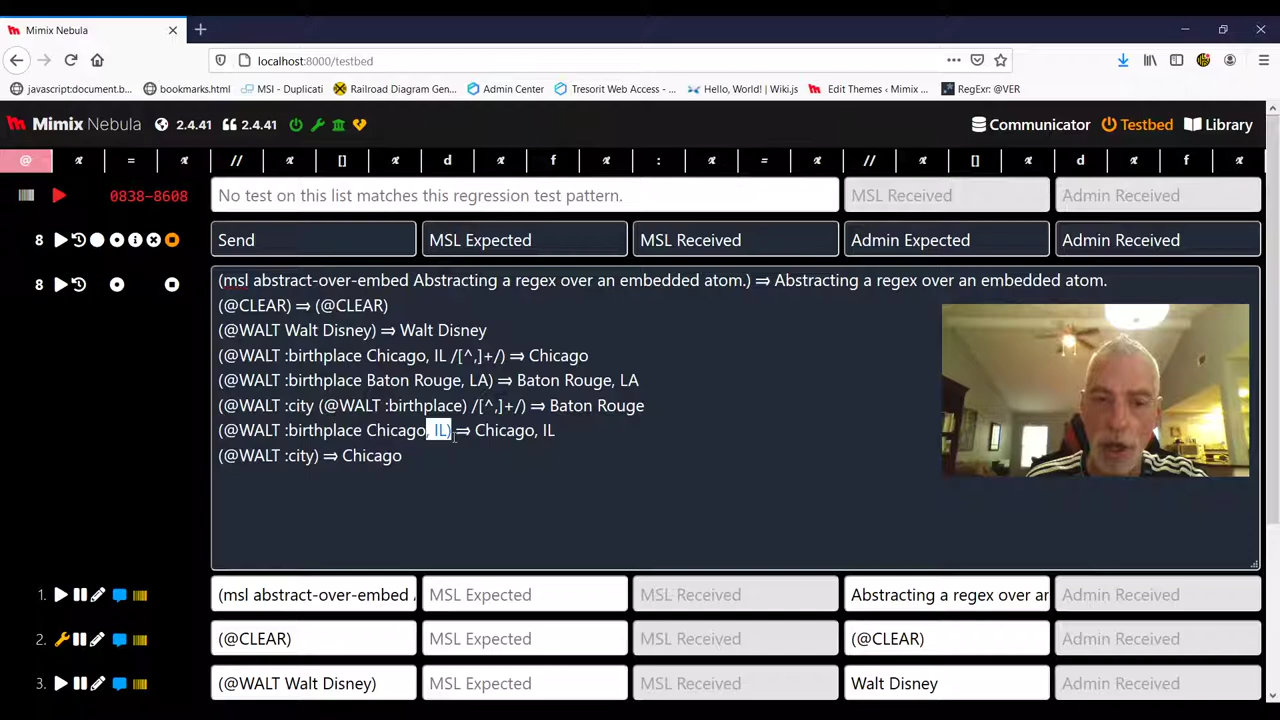 Mimix Nebula
localhost:8000/testbed
javascript:document.b...
bookmarks.html
MSI - Duplicati
Railroad Diagram Gen...
Admin Center
Tresorit Web Access - ...
Hello, World! | Wiki.js
Edit Themes ‹ Mimix ...
RegExr: @VER
Mimix Nebula 2.4.41 2.4.41 Communicator Testbed Library
@ = // [] d f : = // [] d f
0838-8608 No test on this list matches this regression test pattern. MSL Received Admin Received
8 Send MSL Expected MSL Received Admin Expected Admin Received
8 (msl abstract-over-embed Abstracting a regex over an embedded atom.) ⇒ Abstracting a regex over an embedded atom.
(@CLEAR) ⇒ (@CLEAR)
(@WALT Walt Disney) ⇒ Walt Disney
(@WALT :birthplace Chicago, IL /[^,]+/) ⇒ Chicago
(@WALT :birthplace Baton Rouge, LA) ⇒ Baton Rouge, LA
(@WALT :city (@WALT :birthplace) /[^,]+/) ⇒ Baton Rouge
(@WALT :birthplace Chicago, IL) ⇒ Chicago, IL
(@WALT :city) ⇒ Chicago
1. (msl abstract-over-embed MSL Expected MSL Received Abstracting a regex over ar Admin Received
2. (@CLEAR) MSL Expected MSL Received (@CLEAR) Admin Received
3. (@WALT Walt Disney) MSL Expected MSL Received Walt Disney Admin Received